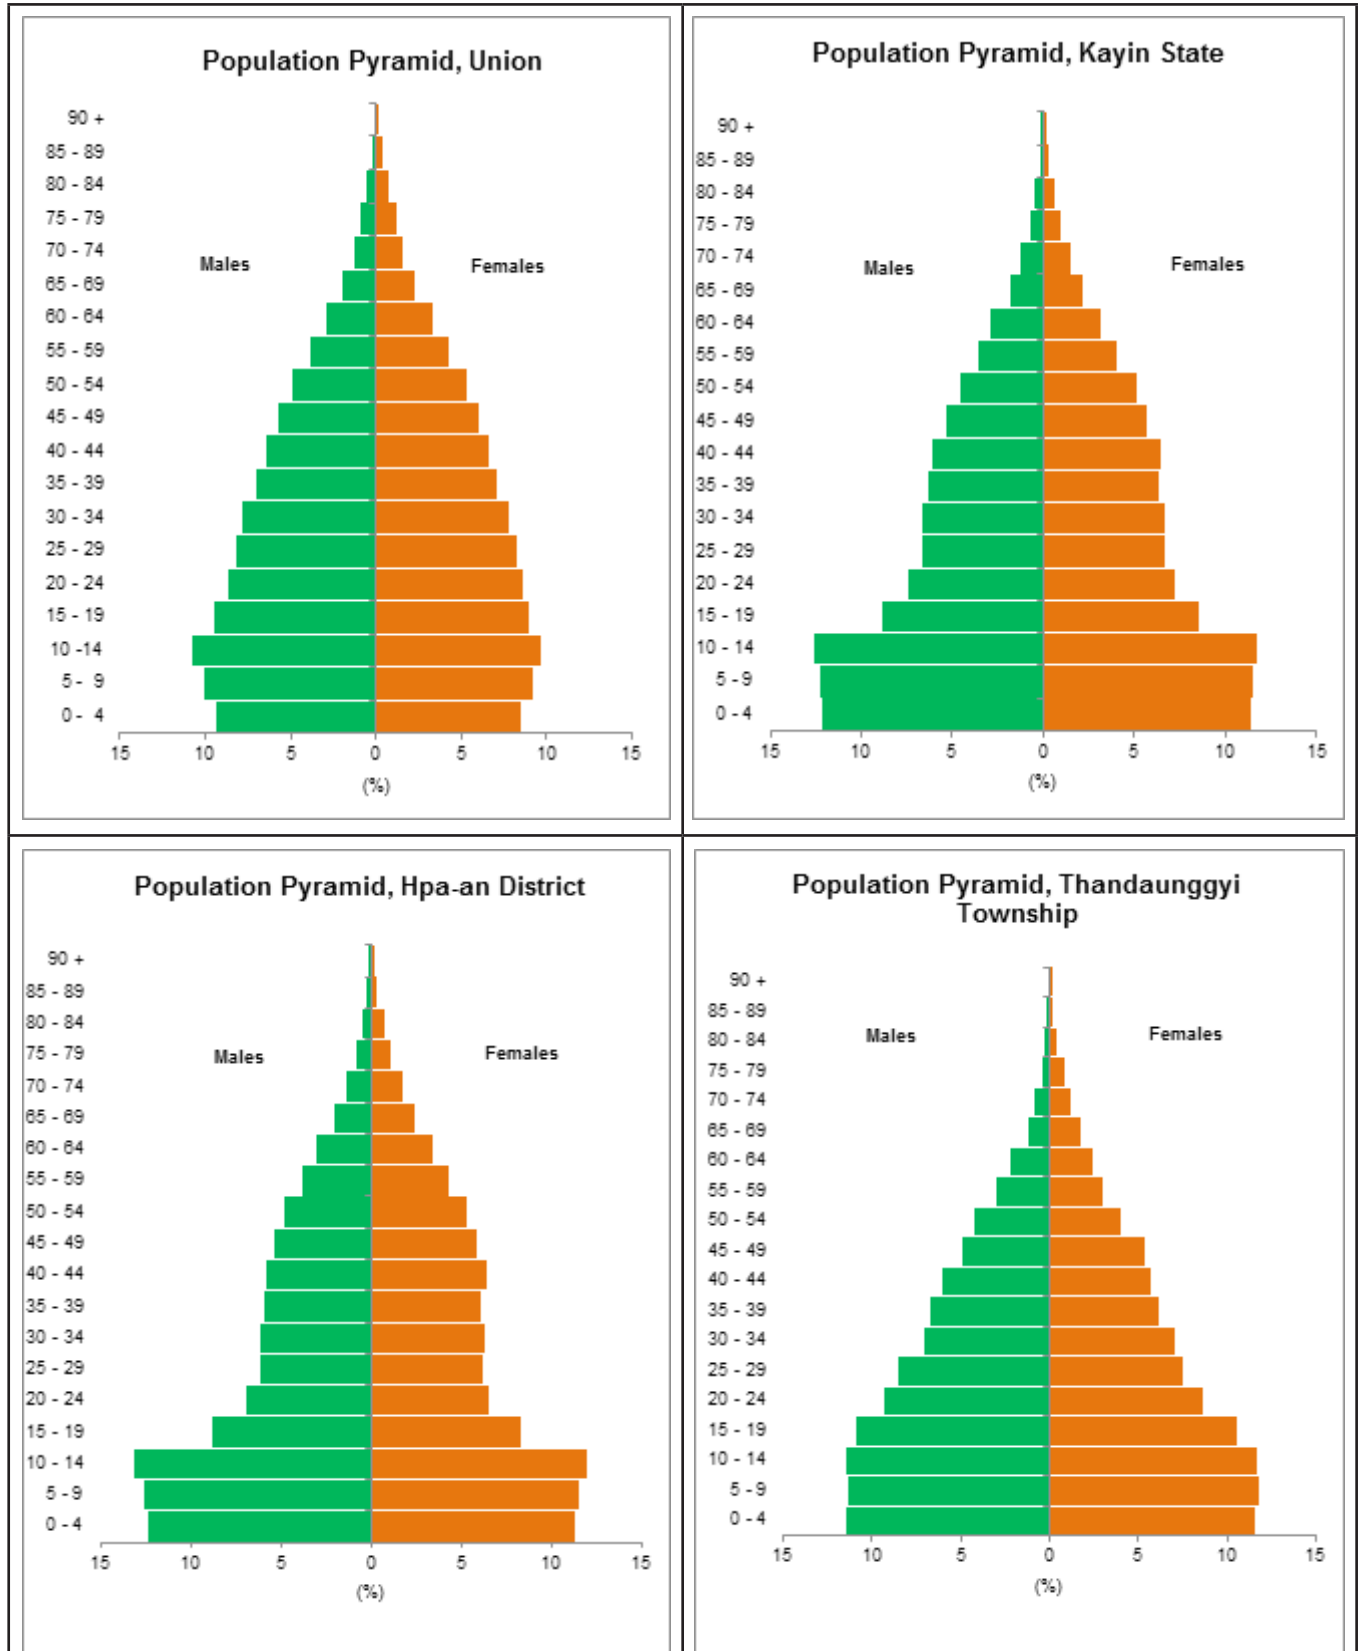 Population Pyramid, Union
90 +
85 - 89
80 - 84
75 - 79
70 - 74
65 - 69
60 - 64
55 - 59
50 - 54
45 - 49
40 - 44
35 - 39
30 - 34
25 - 29
20 - 24
15 - 19
10 -14
5 - 9
0 - 4
Males
Females
15 10 5 0 5 10 15
(%)
Population Pyramid, Kayin State
90 +
85 - 89
80 - 84
75 - 79
70 - 74
65 - 69
60 - 64
55 - 59
50 - 54
45 - 49
40 - 44
35 - 39
30 - 34
25 - 29
20 - 24
15 - 19
10 - 14
5 - 9
0 - 4
Males
Females
15 10 5 0 5 10 15
(%)
Population Pyramid, Hpa-an District
90 +
85 - 89
80 - 84
75 - 79
70 - 74
65 - 69
60 - 64
55 - 59
50 - 54
45 - 49
40 - 44
35 - 39
30 - 34
25 - 29
20 - 24
15 - 19
10 - 14
5 - 9
0 - 4
Males
Females
15 10 5 0 5 10 15
(%)
Population Pyramid, Thandaunggyi
Township
90 +
85 - 89
80 - 84
75 - 79
70 - 74
65 - 69
60 - 64
55 - 59
50 - 54
45 - 49
40 - 44
35 - 39
30 - 34
25 - 29
20 - 24
15 - 19
10 - 14
5 - 9
0 - 4
Males
Females
15 10 5 0 5 10 15
(%)